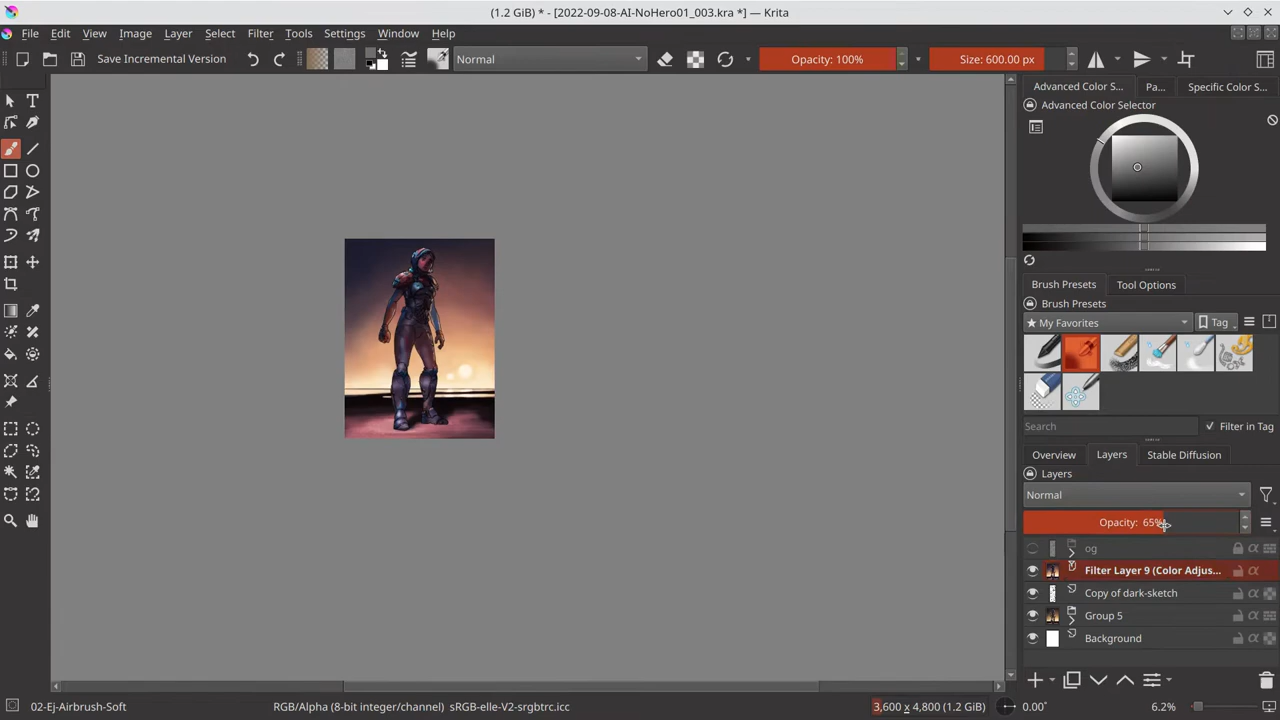 (1.2 GiB) * - [2022-09-08-AI-NoHero01_003.kra *] — Krita
File Edit View Image Layer Select Filter Tools Settings Window Help
Save Incremental Version Normal Opacity: 100% Size: 600.00 px
Advanced Color S... Pa... Specific Color S...
Advanced Color Selector
Brush Presets Tool Options
Brush Presets
★ My Favorites Tag
Search Filter in Tag
Overview Layers Stable Diffusion
Layers
Normal
Opacity: 65%
og
Filter Layer 9 (Color Adjus...
Copy of dark-sketch
Group 5
Background
02-Ej-Airbrush-Soft RGB/Alpha (8-bit integer/channel) sRGB-elle-V2-srgbtrc.icc 3,600 x 4,800 (1.2 GiB) 0.00° 6.2%